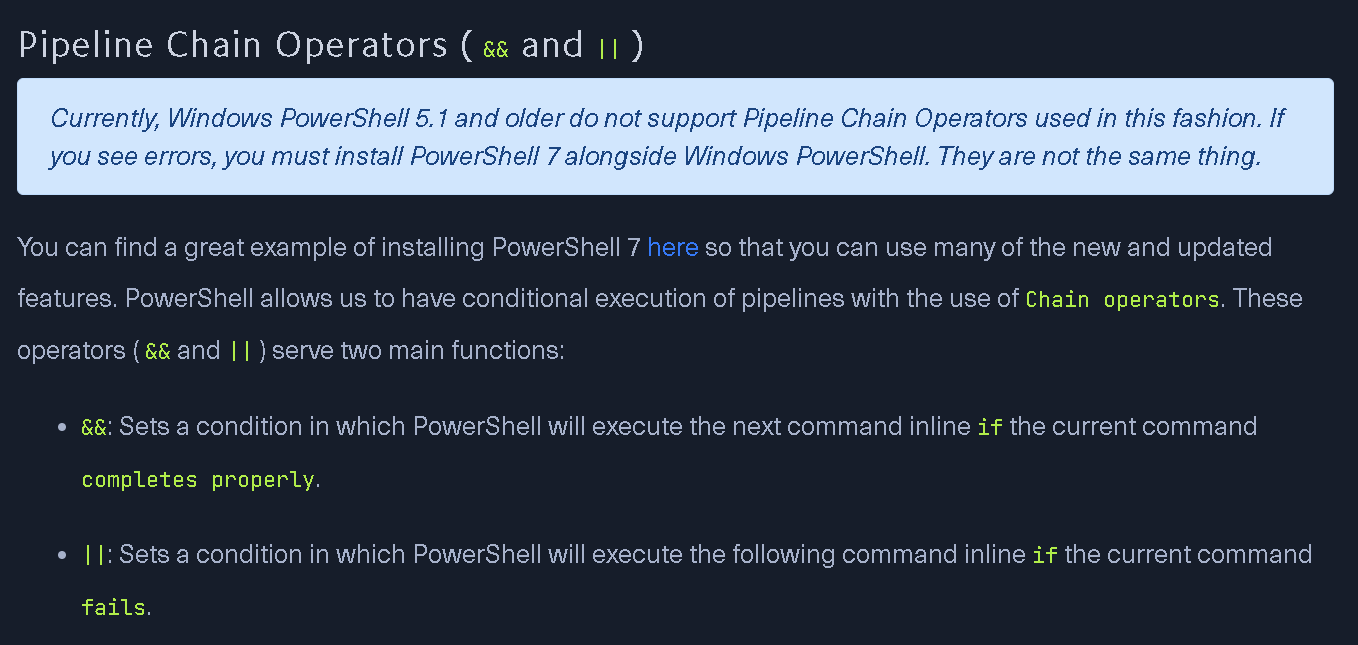 Pipeline Chain Operators ( && and || )
Currently, Windows PowerShell 5.1 and older do not support Pipeline Chain Operators used in this fashion. If
you see errors, you must install PowerShell 7 alongside Windows PowerShell. They are not the same thing.
You can find a great example of installing PowerShell 7 here so that you can use many of the new and updated
features. PowerShell allows us to have conditional execution of pipelines with the use of Chain operators. These
operators ( && and || ) serve two main functions:
• &&: Sets a condition in which PowerShell will execute the next command inline if the current command
completes properly.
• ||: Sets a condition in which PowerShell will execute the following command inline if the current command
fails.